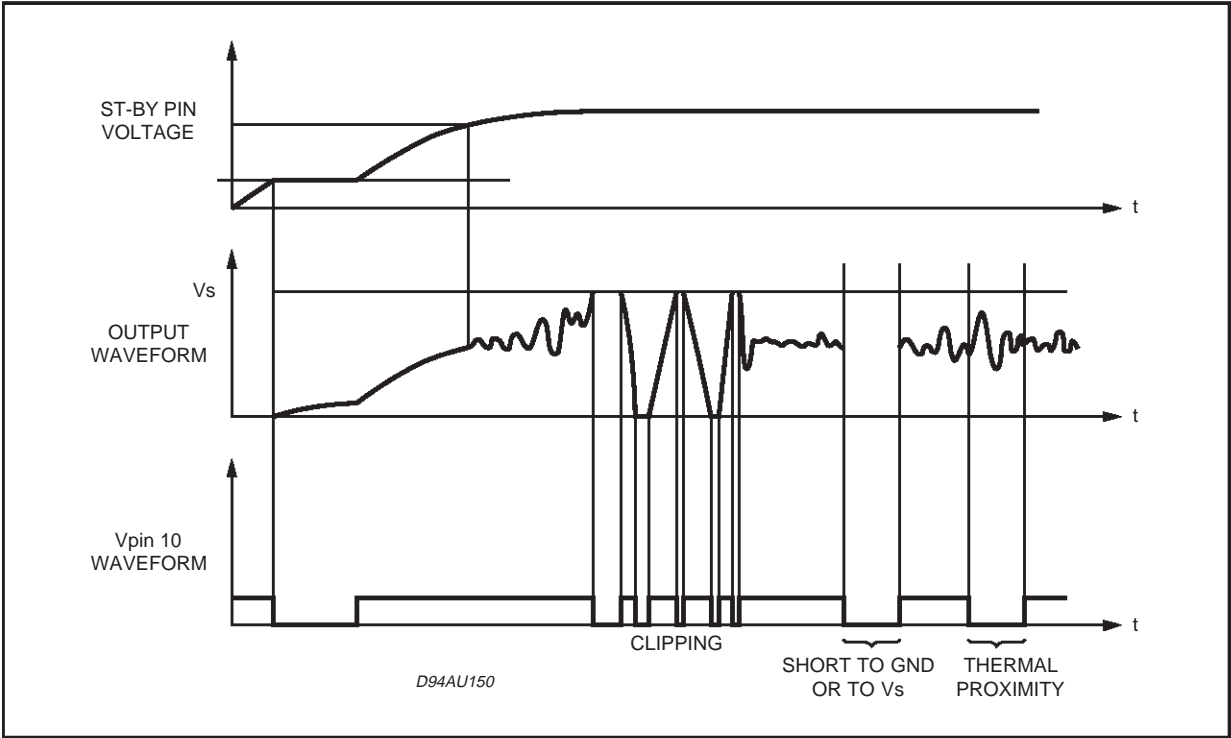 ST-BY PIN
VOLTAGE
t
Vs
OUTPUT
WAVEFORM
t
Vpin 10
WAVEFORM
t
CLIPPING
SHORT TO GND
OR TO Vs
THERMAL
PROXIMITY
D94AU150